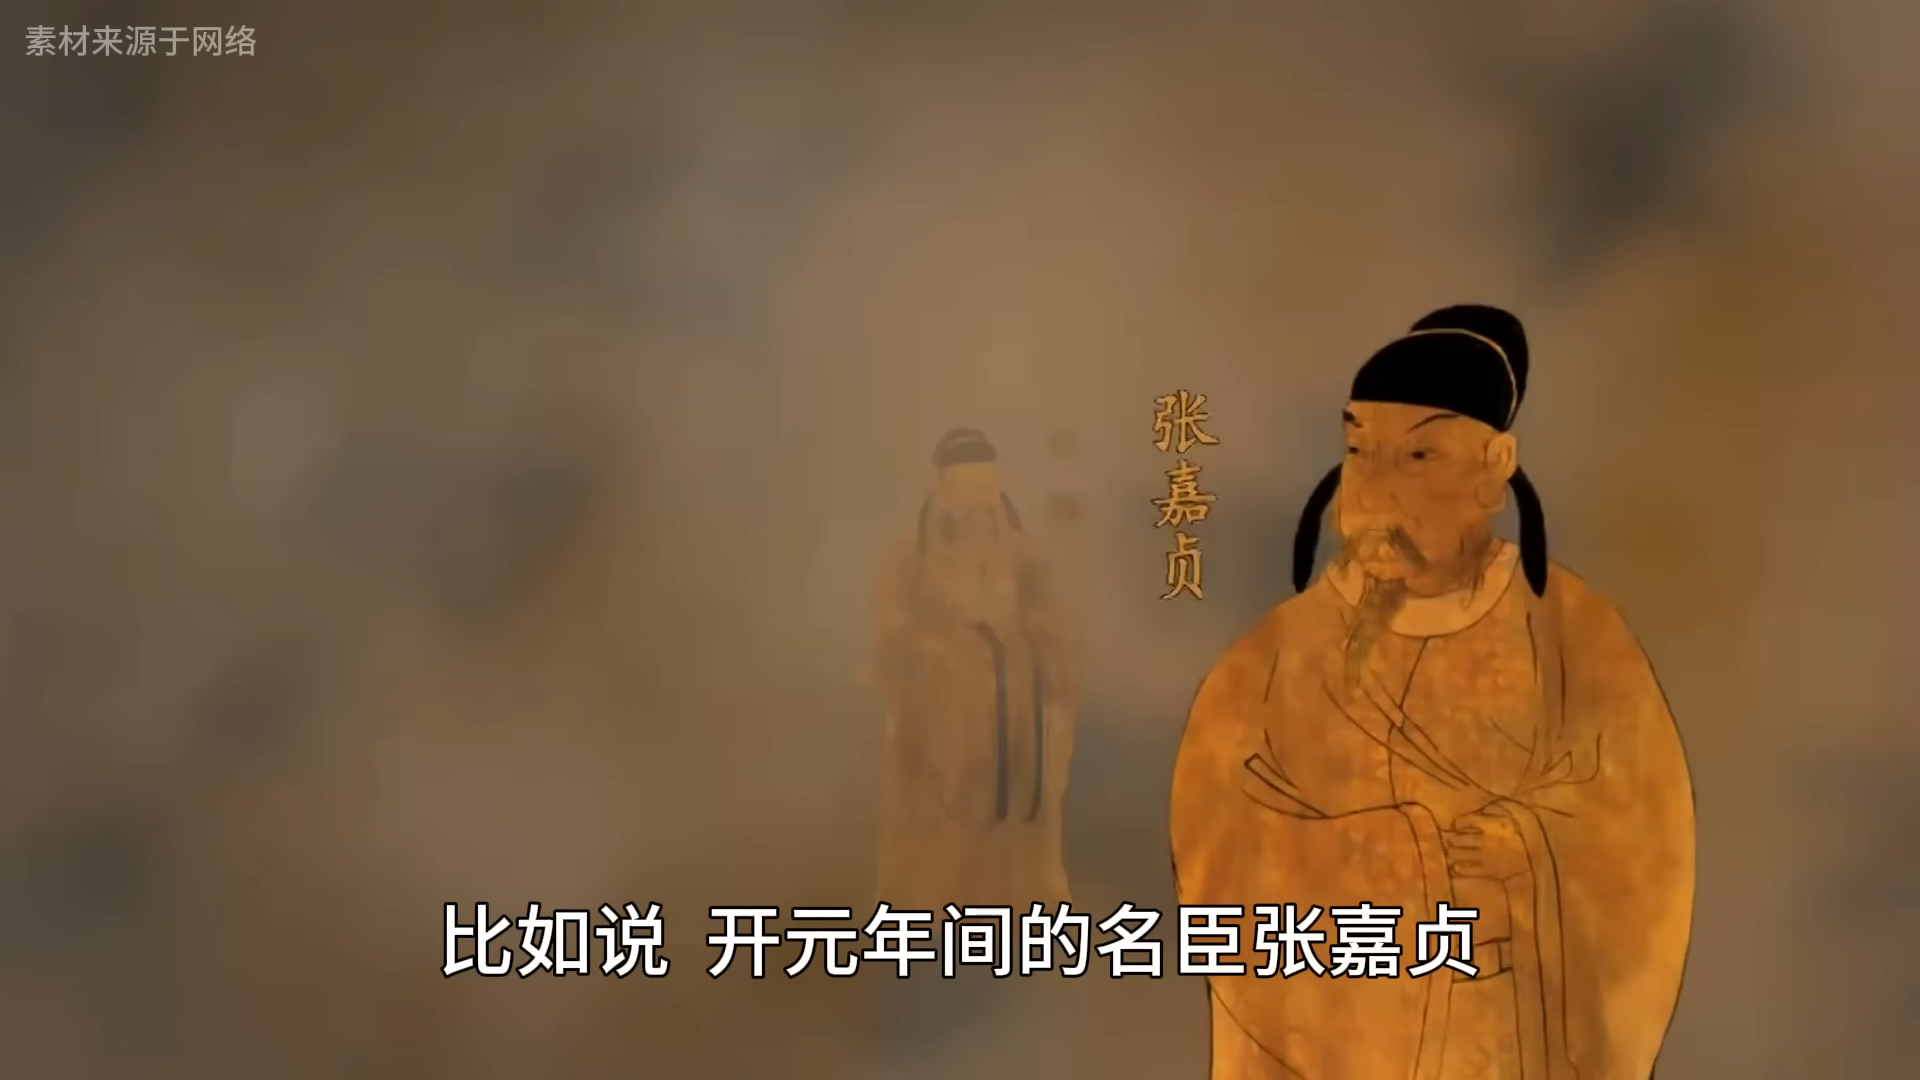 素材来源于网络
张嘉贞
比如说 开元年间的名臣张嘉贞